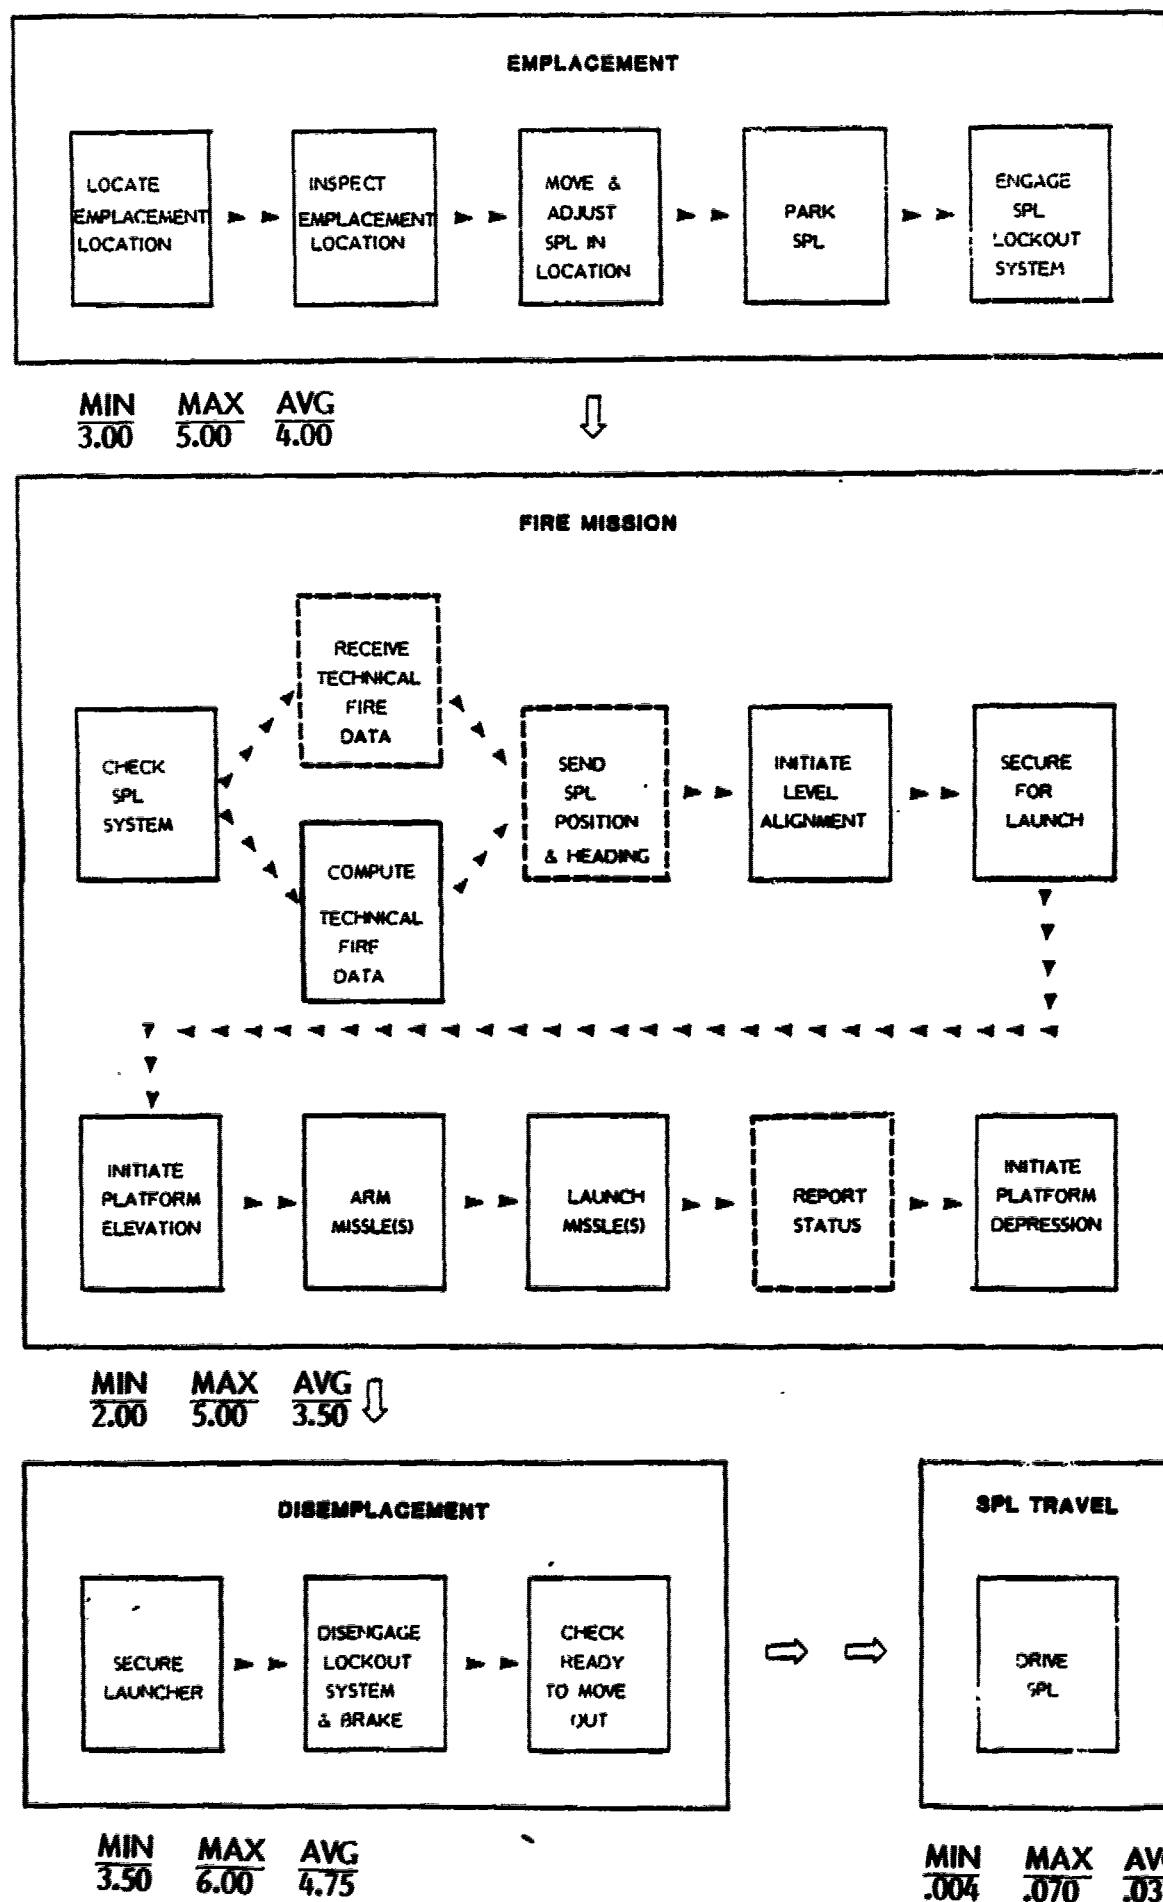 EMPLACEMENT
LOCATE
EMPLACEMENT
LOCATION
INSPECT
EMPLACEMENT
LOCATION
MOVE &
ADJUST
SPL IN
LOCATION
PARK
SPL
ENGAGE
SPL
LOCKOUT
SYSTEM
MIN MAX AVG
3.00 5.00 4.00
FIRE MISSION
CHECK
SPL
SYSTEM
RECEIVE
TECHNICAL
FIRE
DATA
COMPUTE
TECHNICAL
FIRE
DATA
SEND
SPL
POSITION
& HEADING
INITIATE
LEVEL
ALIGNMENT
SECURE
FOR
LAUNCH
INITIATE
PLATFORM
ELEVATION
ARM
MISSLE(S)
LAUNCH
MISSLE(S)
REPORT
STATUS
INITIATE
PLATFORM
DEPRESSION
MIN MAX AVG
2.00 5.00 3.50
DISEMPLACEMENT
SECURE
LAUNCHER
DISENGAGE
LOCKOUT
SYSTEM
& BRAKE
CHECK
READY
TO MOVE
OUT
MIN MAX AVG
3.50 6.00 4.75
SPL TRAVEL
DRIVE
SPL
MIN MAX
.004 .070